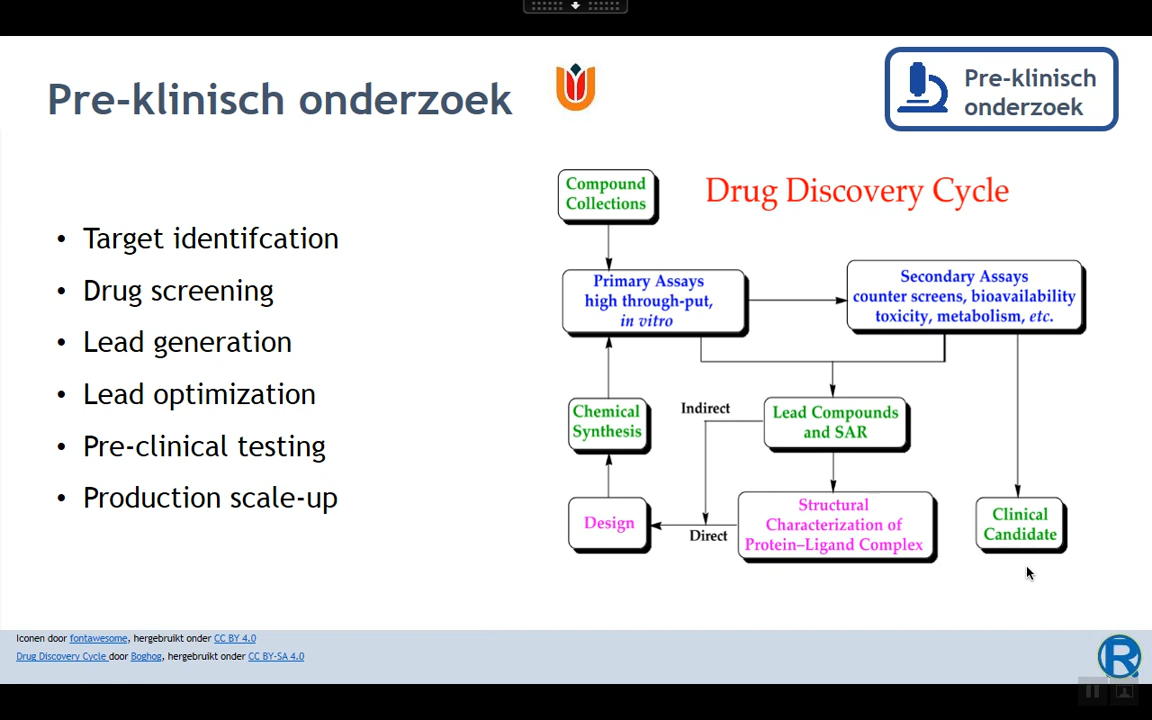 Pre-klinisch onderzoek
Pre-klinisch
onderzoek
• Target identifcation
• Drug screening
• Lead generation
• Lead optimization
• Pre-clinical testing
• Production scale-up
Drug Discovery Cycle
Compound
Collections
Primary Assays
high through-put,
in vitro
Secondary Assays
counter screens, bioavailability
toxicity, metabolism, etc.
Chemical
Synthesis
Indirect
Lead Compounds
and SAR
Design
Direct
Structural
Characterization of
Protein–Ligand Complex
Clinical
Candidate
Iconen door fontawesome, hergebruikt onder CC BY 4.0
Drug Discovery Cycle door Boghog, hergebruikt onder CC BY-SA 4.0
R